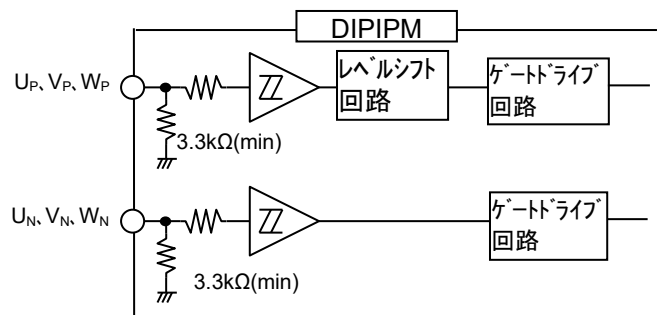 DIPIPM
UP、VP、WP
3.3kΩ(min)
レベルシフト
回路
ゲートドライブ
回路
UN、VN、WN
3.3kΩ(min)
ゲートドライブ
回路